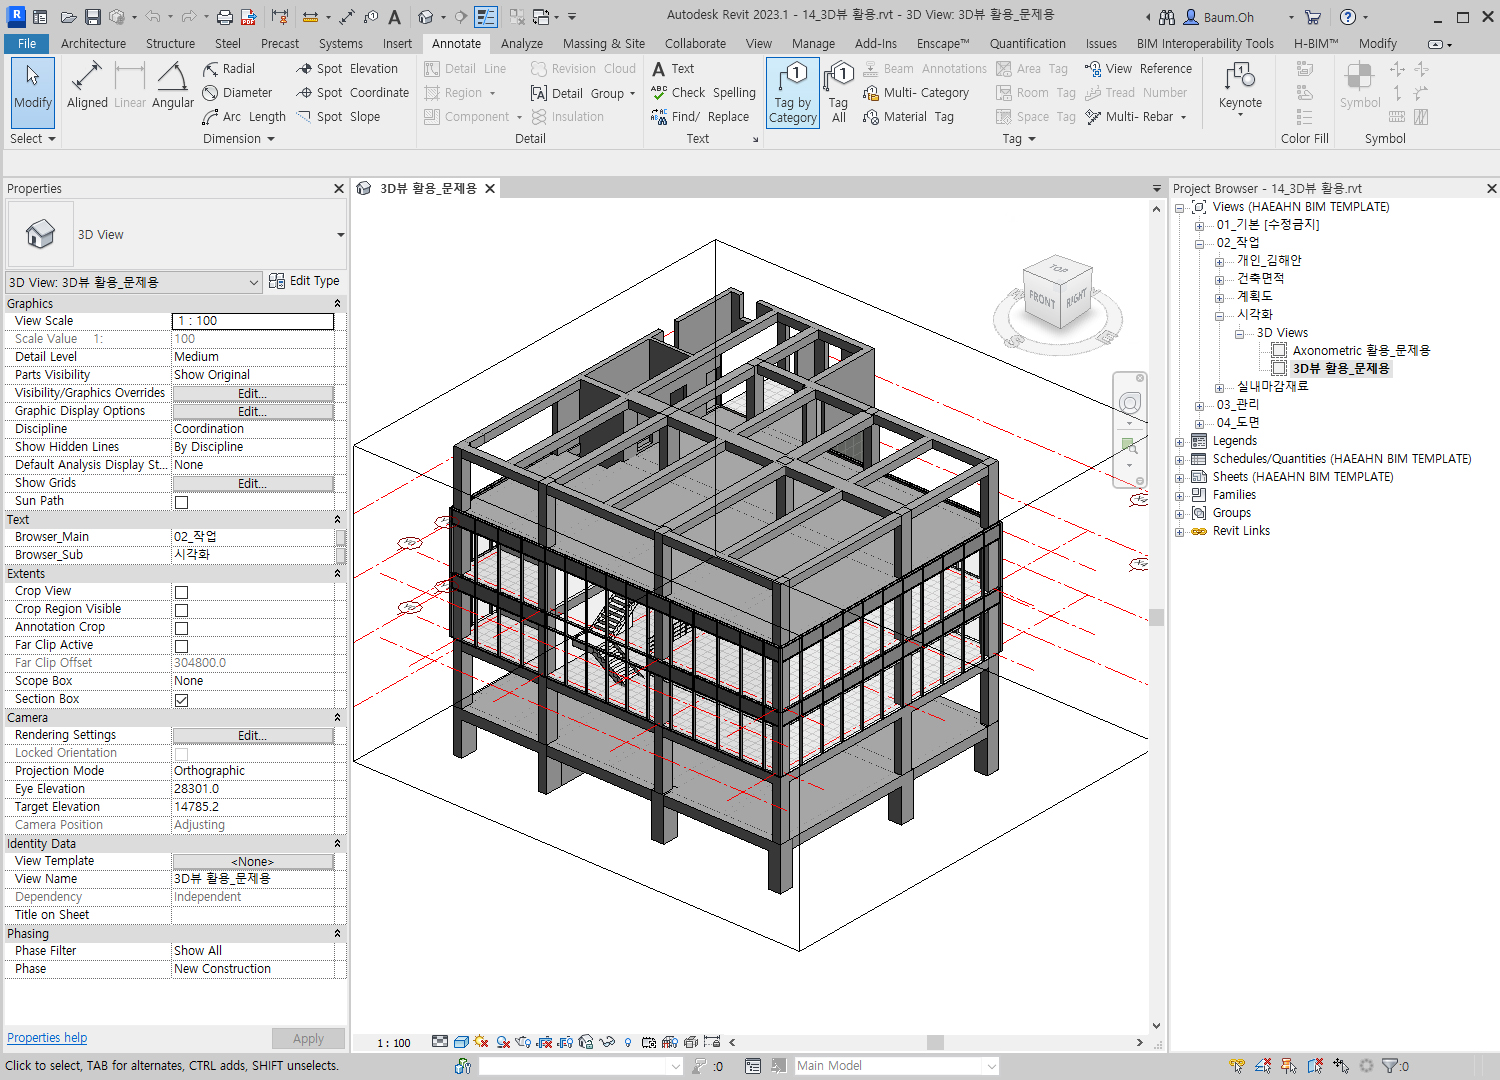 Autodesk Revit 2023.1 - 14_3D뷰 활용.rvt - 3D View: 3D뷰 활용_문제용
Baum.Oh
File Architecture Structure Steel Precast Systems Insert Annotate Analyze Massing & Site Collaborate View Manage Add-Ins Enscape™ Quantification Issues BIM Interoperability Tools H-BIM™ Modify
Modify
Select
Aligned
Linear
Angular
Radial
Diameter
Arc Length
Spot Elevation
Spot Coordinate
Spot Slope
Dimension
Detail Line
Region
Component
Revision Cloud
Detail Group
Insulation
Detail
Text
Check Spelling
Find/ Replace
Text
Tag by Category
Tag All
Beam Annotations
Multi- Category
Material Tag
Area Tag
Room Tag
Space Tag
View Reference
Tread Number
Multi- Rebar
Tag
Keynote
Color Fill
Symbol
Symbol
Properties
3D View
3D View: 3D뷰 활용_문제용
Edit Type
Graphics
View Scale 1 : 100
Scale Value 1: 100
Detail Level Medium
Parts Visibility Show Original
Visibility/Graphics Overrides Edit...
Graphic Display Options Edit...
Discipline Coordination
Show Hidden Lines By Discipline
Default Analysis Display St... None
Show Grids Edit...
Sun Path
Text
Browser_Main 02_작업
Browser_Sub 시각화
Extents
Crop View
Crop Region Visible
Annotation Crop
Far Clip Active
Far Clip Offset 304800.0
Scope Box None
Section Box
Camera
Rendering Settings Edit...
Locked Orientation
Projection Mode Orthographic
Eye Elevation 28301.0
Target Elevation 14785.2
Camera Position Adjusting
Identity Data
View Template <None>
View Name 3D뷰 활용_문제용
Dependency Independent
Title on Sheet
Phasing
Phase Filter Show All
Phase New Construction
Properties help
Apply
3D뷰 활용_문제용
TOP
FRONT
RIGHT
1 : 100
Project Browser - 14_3D뷰 활용.rvt
Views (HAEAHN BIM TEMPLATE)
01_기본 [수정금지]
02_작업
개인_김해안
건축면적
계획도
시각화
3D Views
Axonometric 활용_문제용
3D뷰 활용_문제용
실내마감재료
03_관리
04_도면
Legends
Schedules/Quantities (HAEAHN BIM TEMPLATE)
Sheets (HAEAHN BIM TEMPLATE)
Families
Groups
Revit Links
Click to select, TAB for alternates, CTRL adds, SHIFT unselects.
:0
Main Model
:0